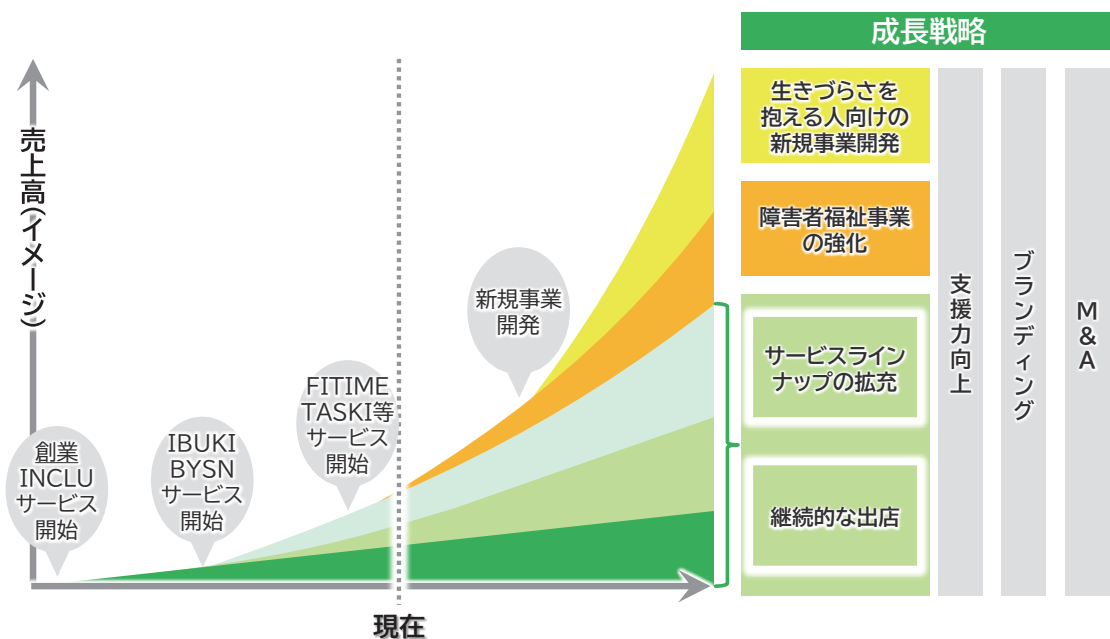 成長戦略
売上高(イメージ)
生きづらさを
抱える人向けの
新規事業開発
障害者福祉事業
の強化
サービスライン
ナップの拡充
継続的な出店
支援力向上
ブランディング
M&A
新規事業
開発
FITIME
TASKI等
サービス
開始
IBUKI
BYSN
サービス
開始
創業
INCLU
サービス
開始
現在